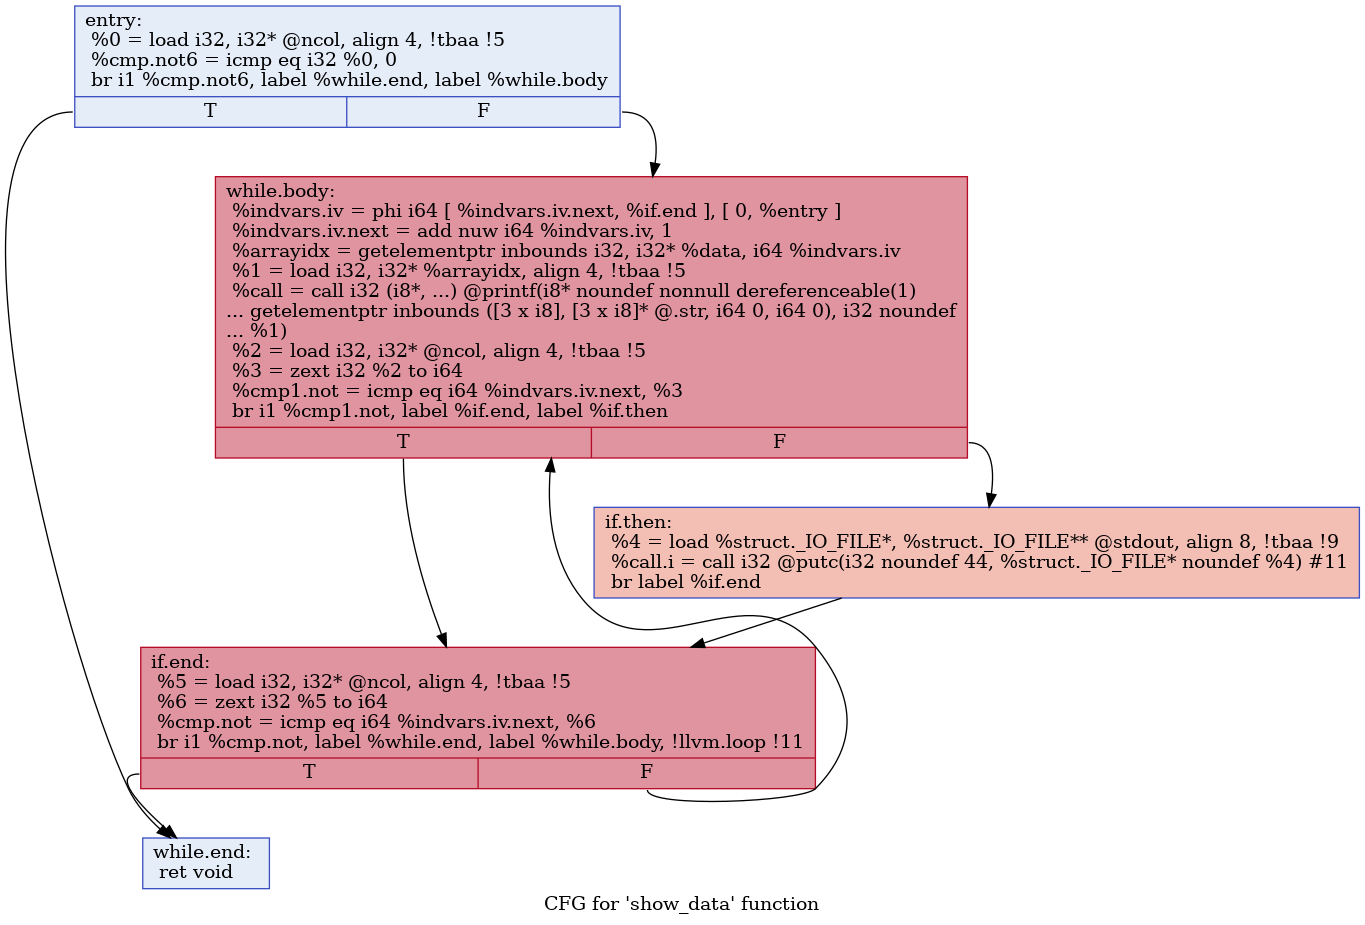 entry:
%0 = load i32, i32* @ncol, align 4, !tbaa !5
%cmp.not6 = icmp eq i32 %0, 0
br i1 %cmp.not6, label %while.end, label %while.body
T
F
while.body:
%indvars.iv = phi i64 [ %indvars.iv.next, %if.end ], [ 0, %entry ]
%indvars.iv.next = add nuw i64 %indvars.iv, 1
%arrayidx = getelementptr inbounds i32, i32* %data, i64 %indvars.iv
%1 = load i32, i32* %arrayidx, align 4, !tbaa !5
%call = call i32 (i8*, ...) @printf(i8* noundef nonnull dereferenceable(1)
... getelementptr inbounds ([3 x i8], [3 x i8]* @.str, i64 0, i64 0), i32 noundef
... %1)
%2 = load i32, i32* @ncol, align 4, !tbaa !5
%3 = zext i32 %2 to i64
%cmp1.not = icmp eq i64 %indvars.iv.next, %3
br i1 %cmp1.not, label %if.end, label %if.then
T
F
if.then:
%4 = load %struct._IO_FILE*, %struct._IO_FILE** @stdout, align 8, !tbaa !9
%call.i = call i32 @putc(i32 noundef 44, %struct._IO_FILE* noundef %4) #11
br label %if.end
if.end:
%5 = load i32, i32* @ncol, align 4, !tbaa !5
%6 = zext i32 %5 to i64
%cmp.not = icmp eq i64 %indvars.iv.next, %6
br i1 %cmp.not, label %while.end, label %while.body, !llvm.loop !11
T
F
while.end:
ret void
CFG for 'show_data' function